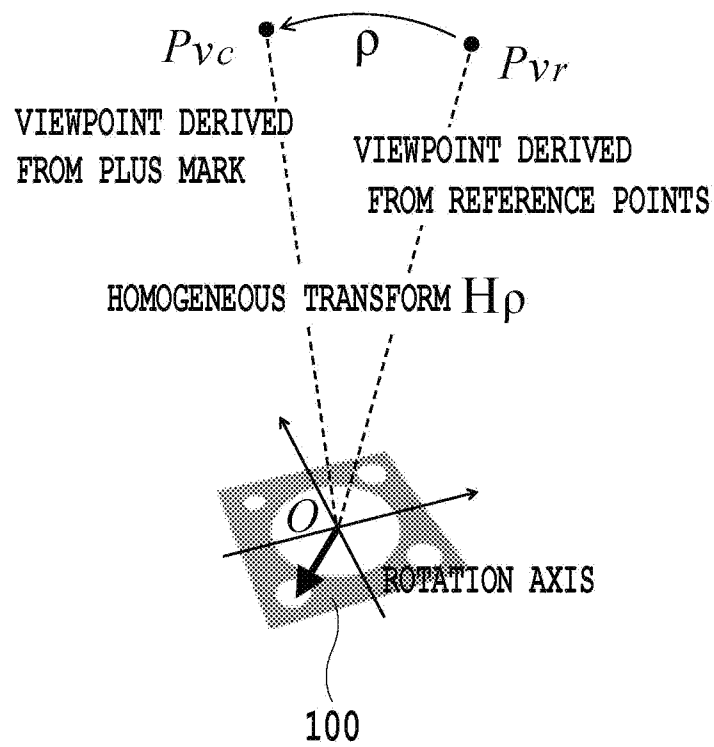 Pvc
ρ
Pvr
VIEWPOINT DERIVED
FROM PLUS MARK
VIEWPOINT DERIVED
FROM REFERENCE POINTS
HOMOGENEOUS TRANSFORM Hρ
O
ROTATION AXIS
100